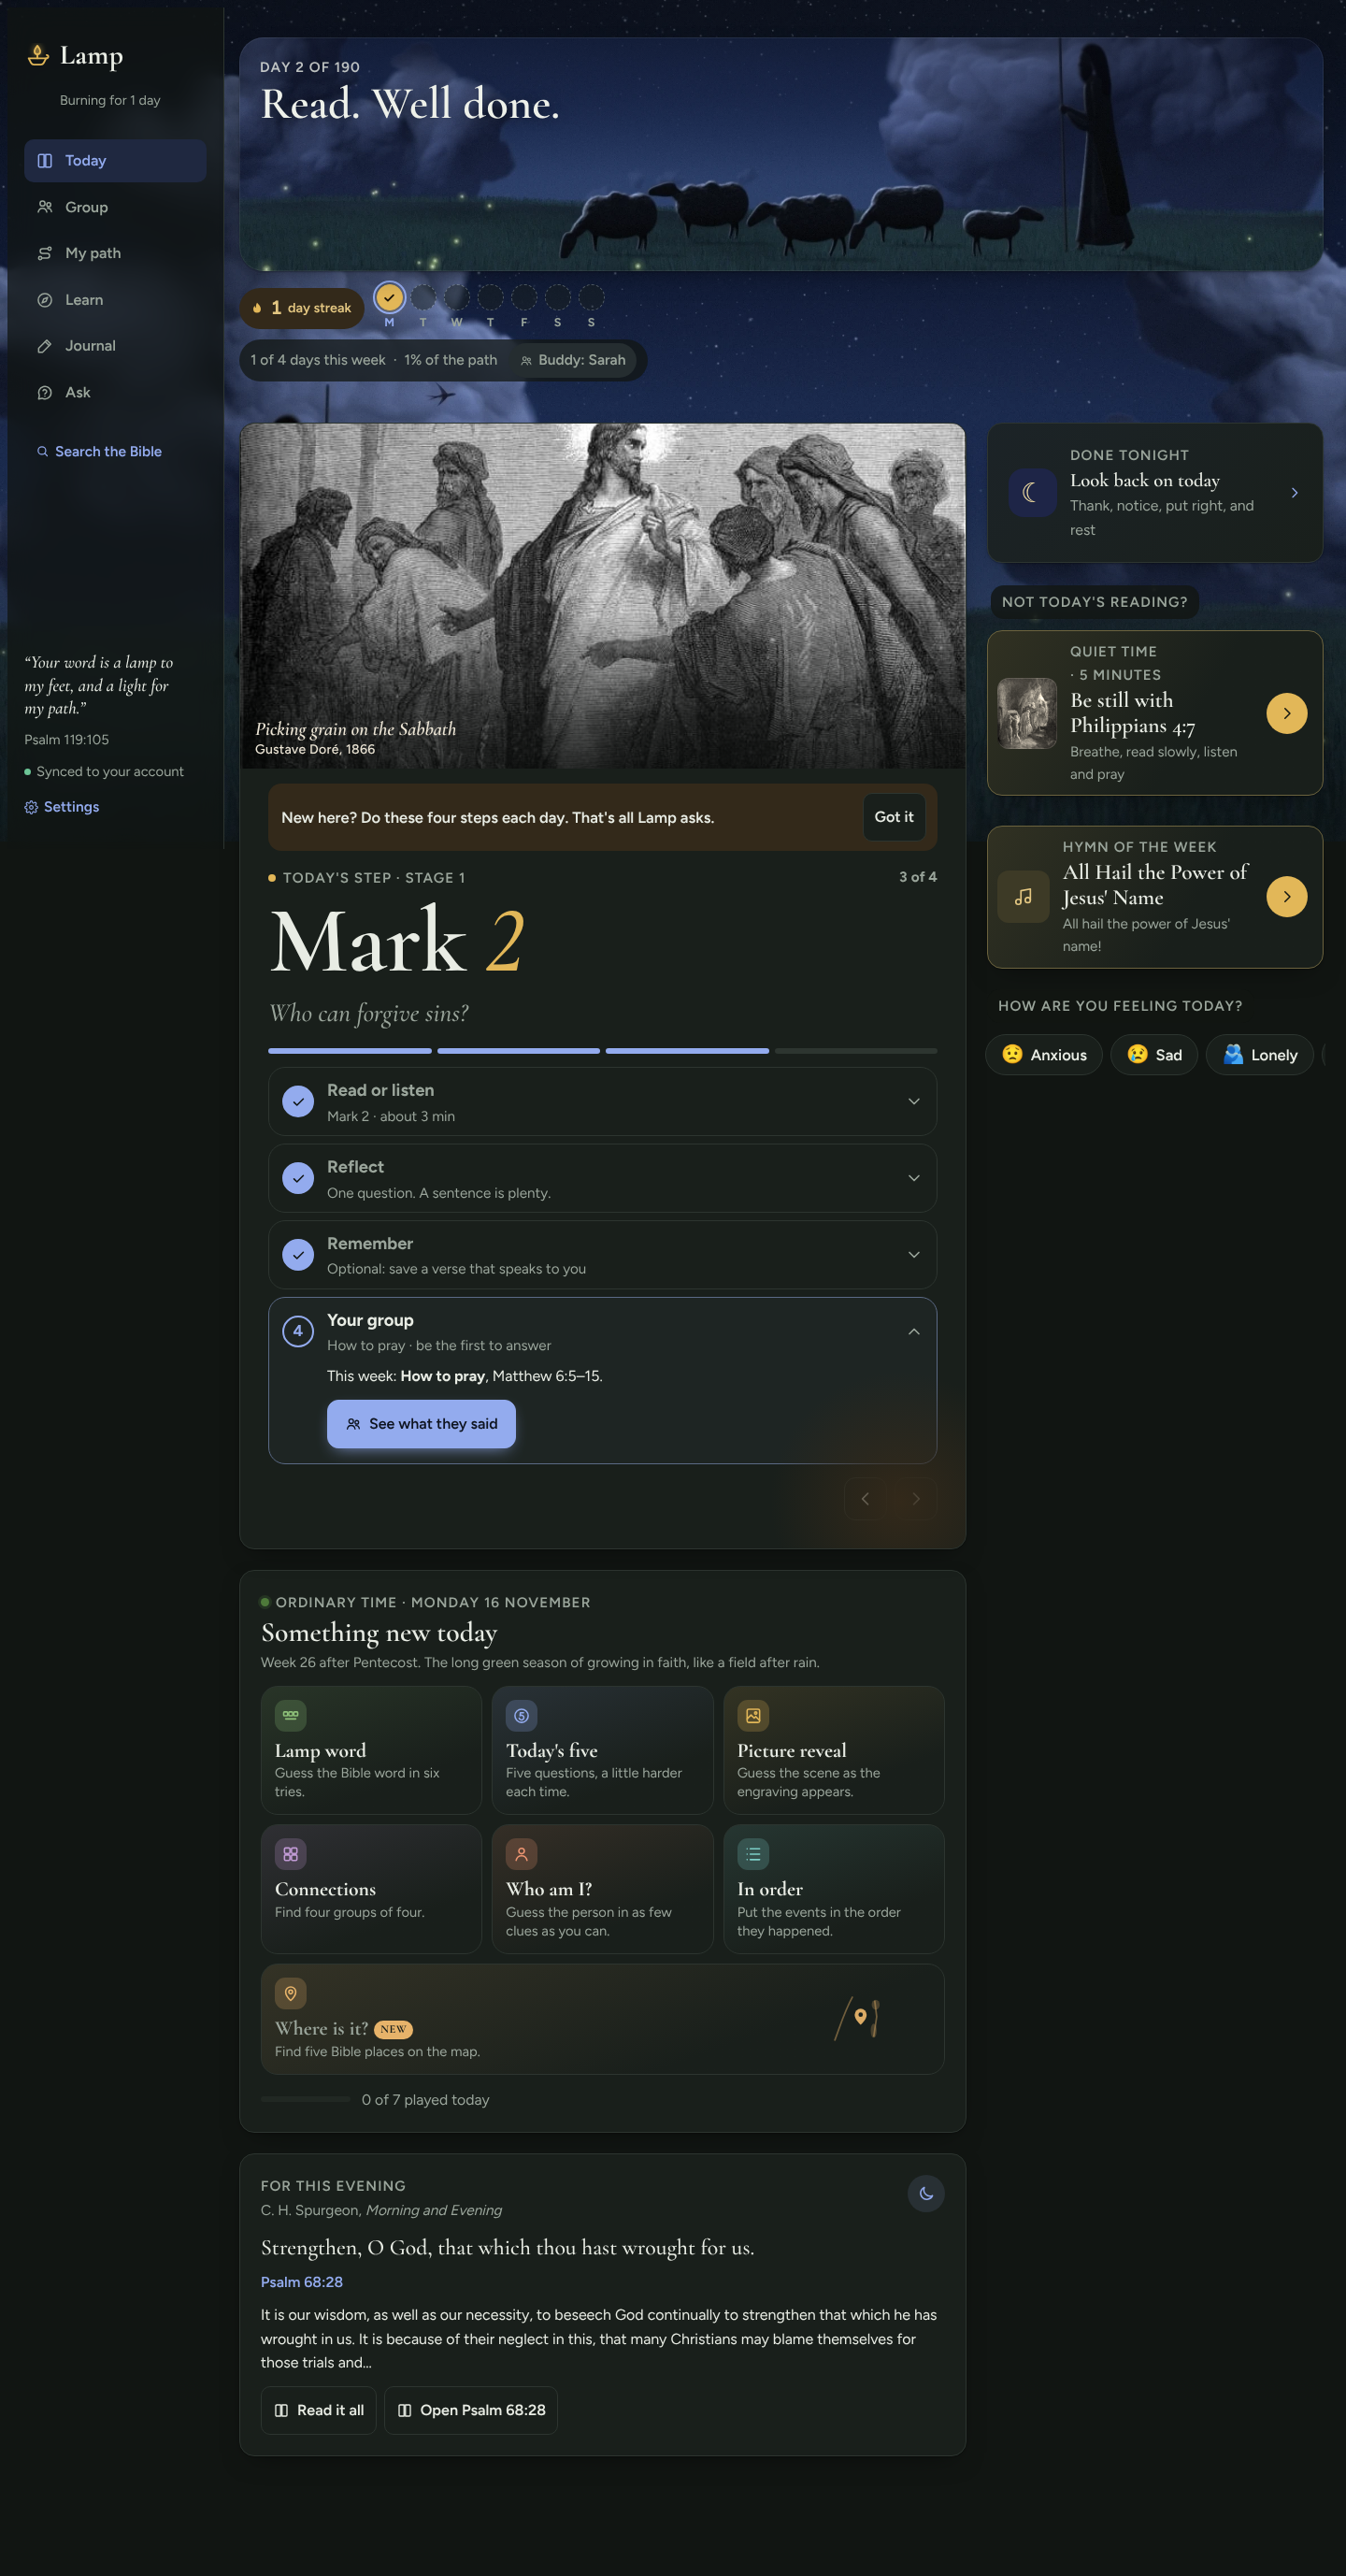 Lamp
Burning for 1 day
Today
Group
My path
Learn
Journal
Ask
Search the Bible
“Your word is a lamp to
my feet, and a light for
my path.”
Psalm 119:105
Synced to your account
Settings
DAY 2 OF 190
Read. Well done.
1 day streak
M T W T F S S
1 of 4 days this week · 1% of the path
Buddy: Sarah
Picking grain on the Sabbath
Gustave Doré, 1866
New here? Do these four steps each day. That's all Lamp asks.
Got it
TODAY'S STEP · STAGE 1
3 of 4
Mark 2
Who can forgive sins?
Read or listen
Mark 2 · about 3 min
Reflect
One question. A sentence is plenty.
Remember
Optional: save a verse that speaks to you
4
Your group
How to pray · be the first to answer
This week: How to pray, Matthew 6:5–15.
See what they said
DONE TONIGHT
Look back on today
Thank, notice, put right, and
rest
NOT TODAY'S READING?
QUIET TIME
· 5 MINUTES
Be still with
Philippians 4:7
Breathe, read slowly, listen
and pray
HYMN OF THE WEEK
All Hail the Power of
Jesus' Name
All hail the power of Jesus'
name!
HOW ARE YOU FEELING TODAY?
😟 Anxious
😢 Sad
🫂 Lonely
ORDINARY TIME · MONDAY 16 NOVEMBER
Something new today
Week 26 after Pentecost. The long green season of growing in faith, like a field after rain.
Lamp word
Guess the Bible word in six
tries.
5
Today's five
Five questions, a little harder
each time.
Picture reveal
Guess the scene as the
engraving appears.
Connections
Find four groups of four.
Who am I?
Guess the person in as few
clues as you can.
In order
Put the events in the order
they happened.
Where is it? NEW
Find five Bible places on the map.
0 of 7 played today
FOR THIS EVENING
C. H. Spurgeon, Morning and Evening
Strengthen, O God, that which thou hast wrought for us.
Psalm 68:28
It is our wisdom, as well as our necessity, to beseech God continually to strengthen that which he has
wrought in us. It is because of their neglect in this, that many Christians may blame themselves for
those trials and…
Read it all
Open Psalm 68:28